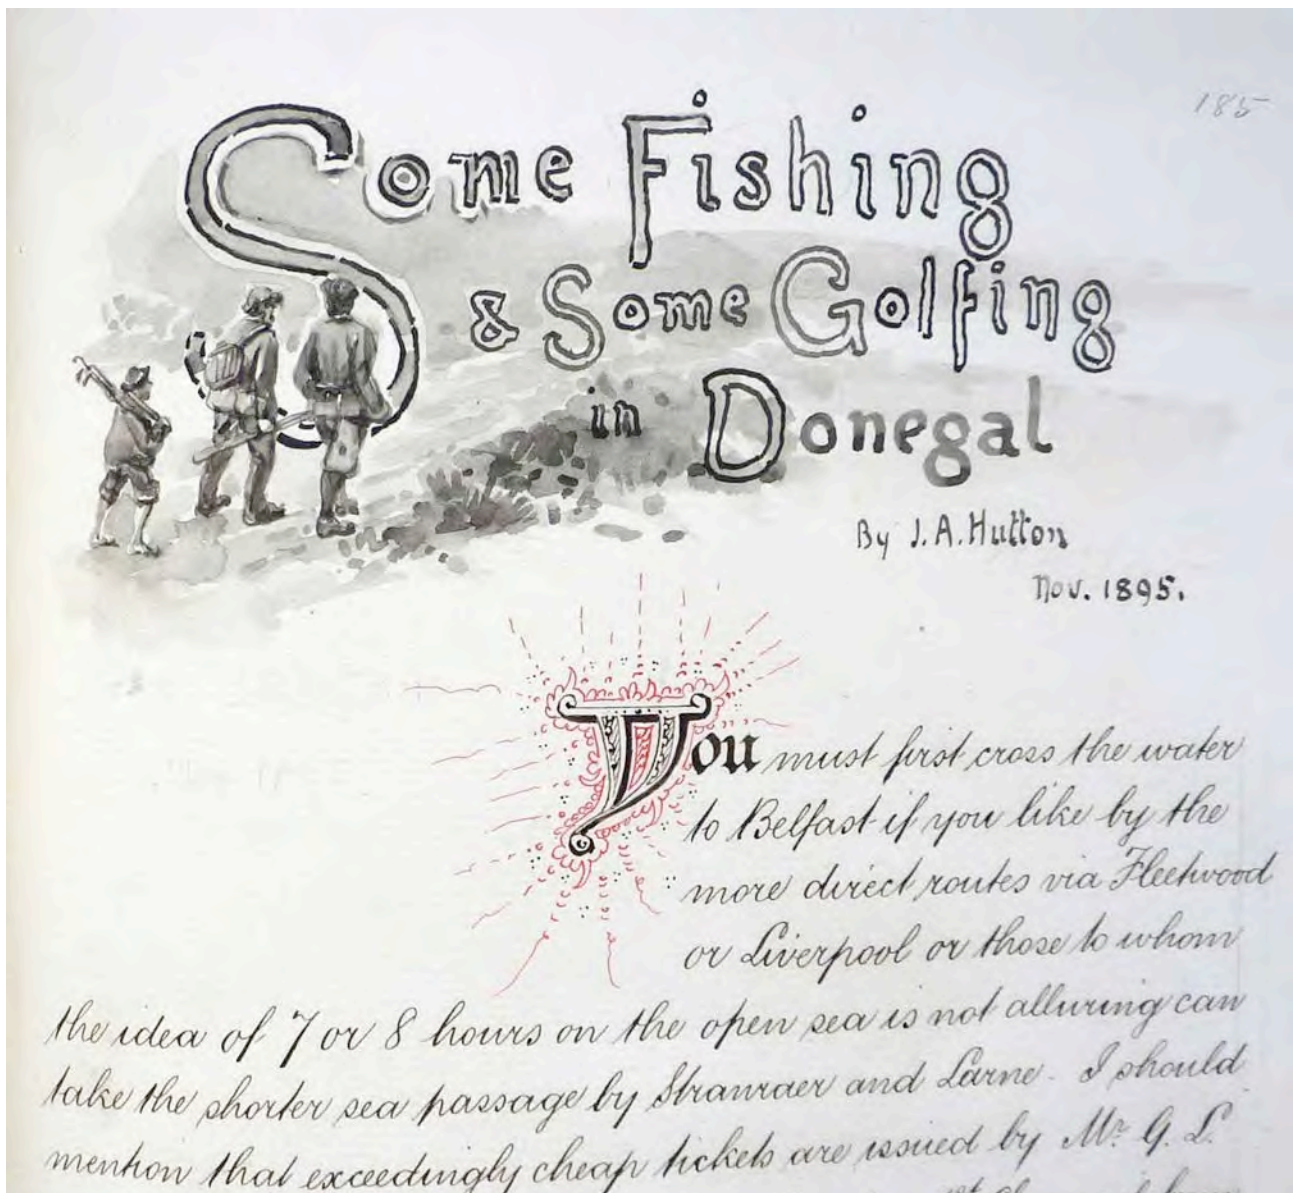 185
Some Fishing
& Some Golfing
in Donegal
By J. A. Hutton
Nov. 1895.
You must first cross the water
to Belfast if you like by the
more direct routes via Fleetwood
or Liverpool or those to whom
the idea of 7 or 8 hours on the open sea is not alluring can
take the shorter sea passage by Stranraer and Larne. I should
mention that exceedingly cheap tickets are issued by Mr. G. L.